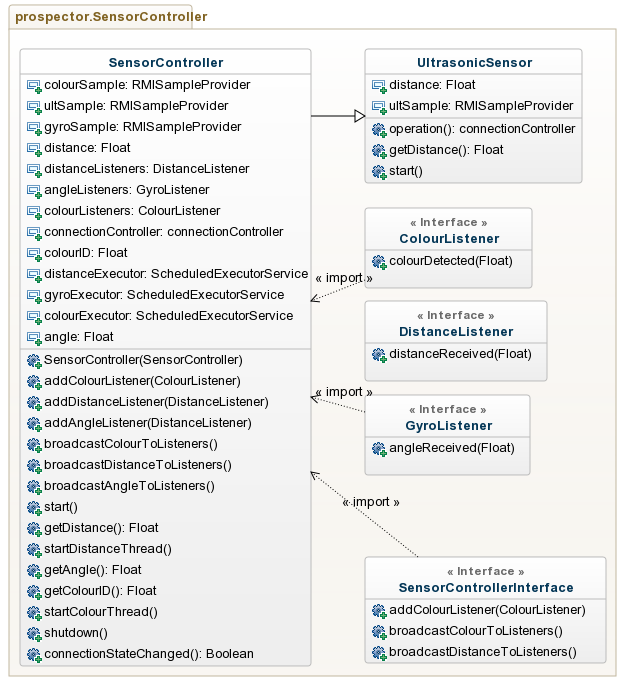 prospector.SensorController
SensorController
colourSample: RMISampleProvider
ultSample: RMISampleProvider
gyroSample: RMISampleProvider
distance: Float
distanceListeners: DistanceListener
angleListeners: GyroListener
colourListeners: ColourListener
connectionController: connectionController
colourID: Float
distanceExecutor: ScheduledExecutorService
gyroExecutor: ScheduledExecutorService
colourExecutor: ScheduledExecutorService
angle: Float
SensorController(SensorController)
addColourListener(ColourListener)
addDistanceListener(DistanceListener)
addAngleListener(DistanceListener)
broadcastColourToListeners()
broadcastDistanceToListeners()
broadcastAngleToListeners()
start()
getDistance(): Float
startDistanceThread()
getAngle(): Float
getColourID(): Float
startColourThread()
shutdown()
connectionStateChanged(): Boolean
UltrasonicSensor
distance: Float
ultSample: RMISampleProvider
operation(): connectionController
getDistance(): Float
start()
« Interface »
ColourListener
colourDetected(Float)
« import »
« Interface »
DistanceListener
distanceReceived(Float)
« import »
« Interface »
GyroListener
angleReceived(Float)
« import »
« Interface »
SensorControllerInterface
addColourListener(ColourListener)
broadcastColourToListeners()
broadcastDistanceToListeners()